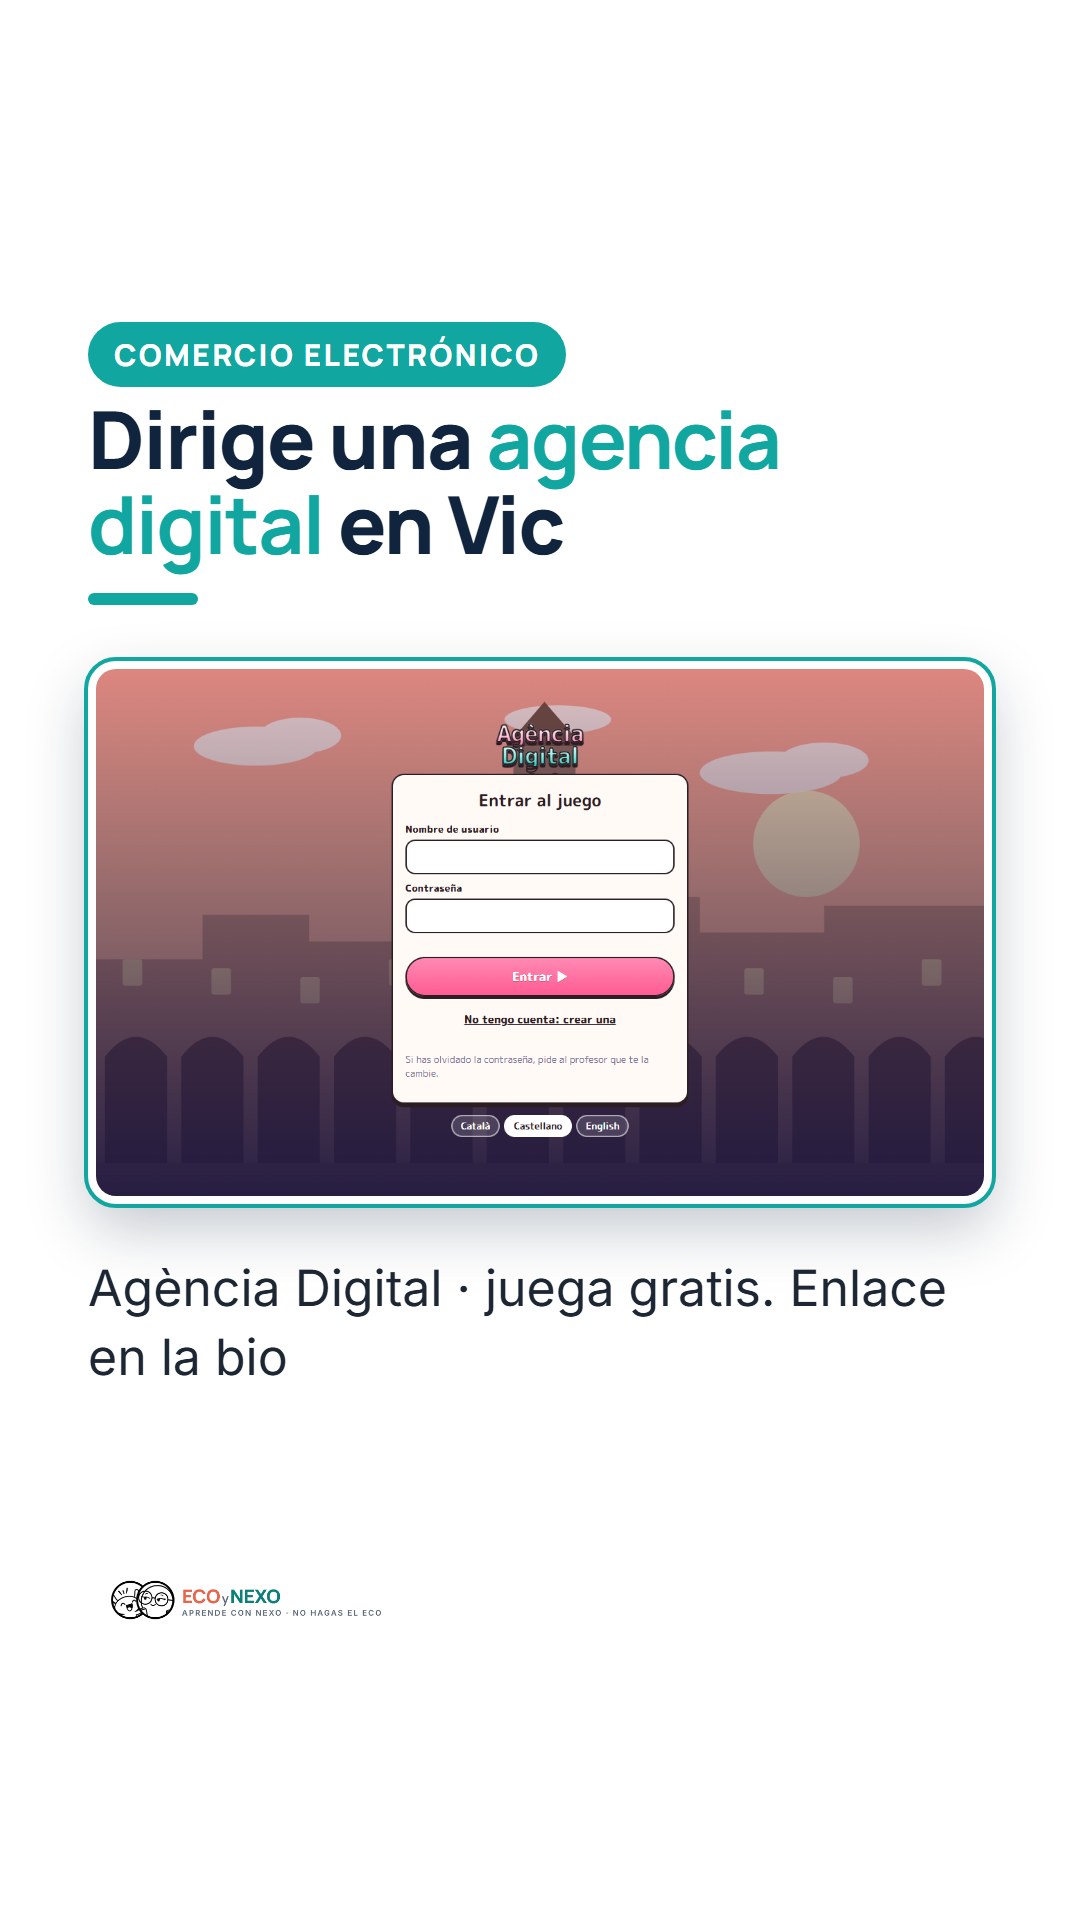 COMERCIO ELECTRÓNICO
Dirige una agencia
digital en Vic
Agència
Digital
Entrar al juego
Nombre de usuario
Contraseña
Entrar ▶
No tengo cuenta: crear una
Si has olvidado la contraseña, pide al profesor que te la
cambie.
Català Castellano English
Agència Digital · juega gratis. Enlace
en la bio
ECOyNEXO
APRENDE CON NEXO · NO HAGAS EL ECO